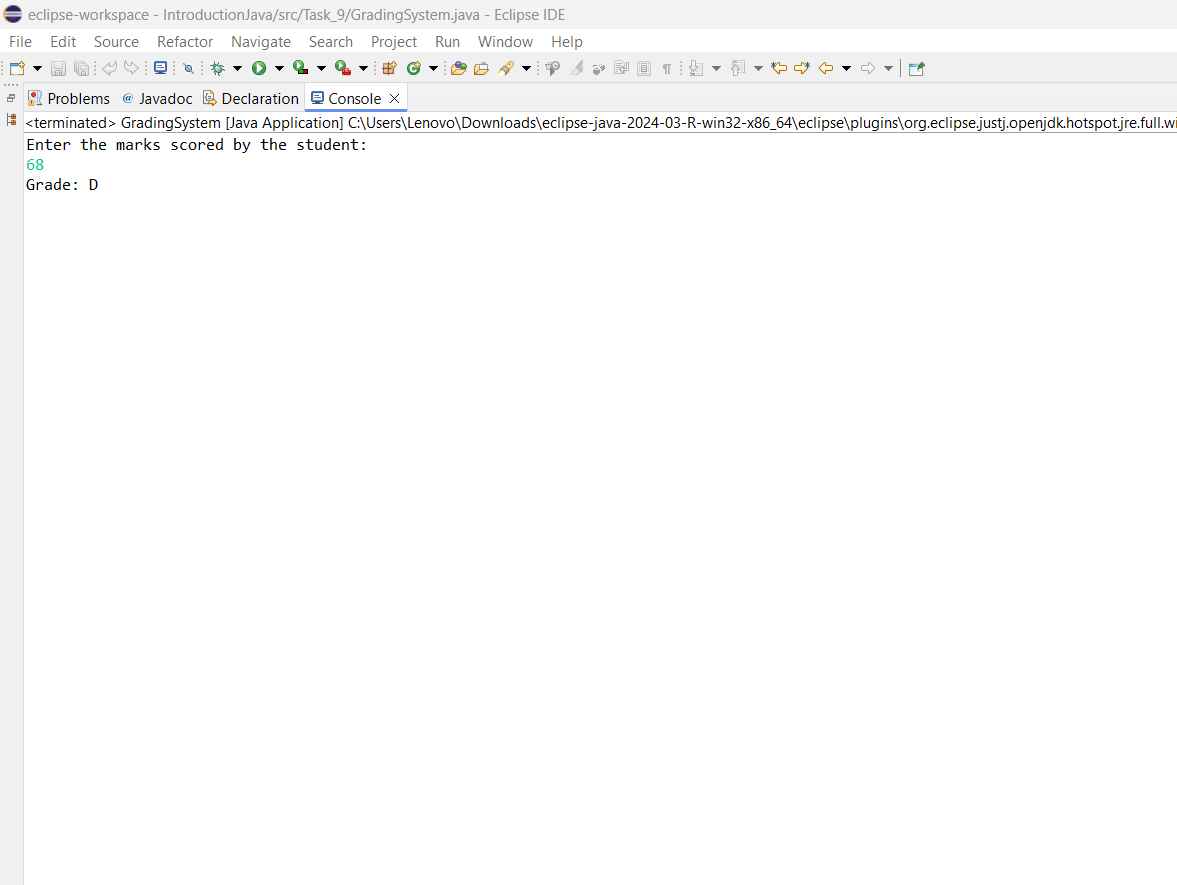 eclipse-workspace - IntroductionJava/src/Task_9/GradingSystem.java - Eclipse IDE
File Edit Source Refactor Navigate Search Project Run Window Help
Problems @ Javadoc Declaration Console
<terminated> GradingSystem [Java Application] C:\Users\Lenovo\Downloads\eclipse-java-2024-03-R-win32-x86_64\eclipse\plugins\org.eclipse.justj.openjdk.hotspot.jre.full.wi
Enter the marks scored by the student:
68
Grade: D